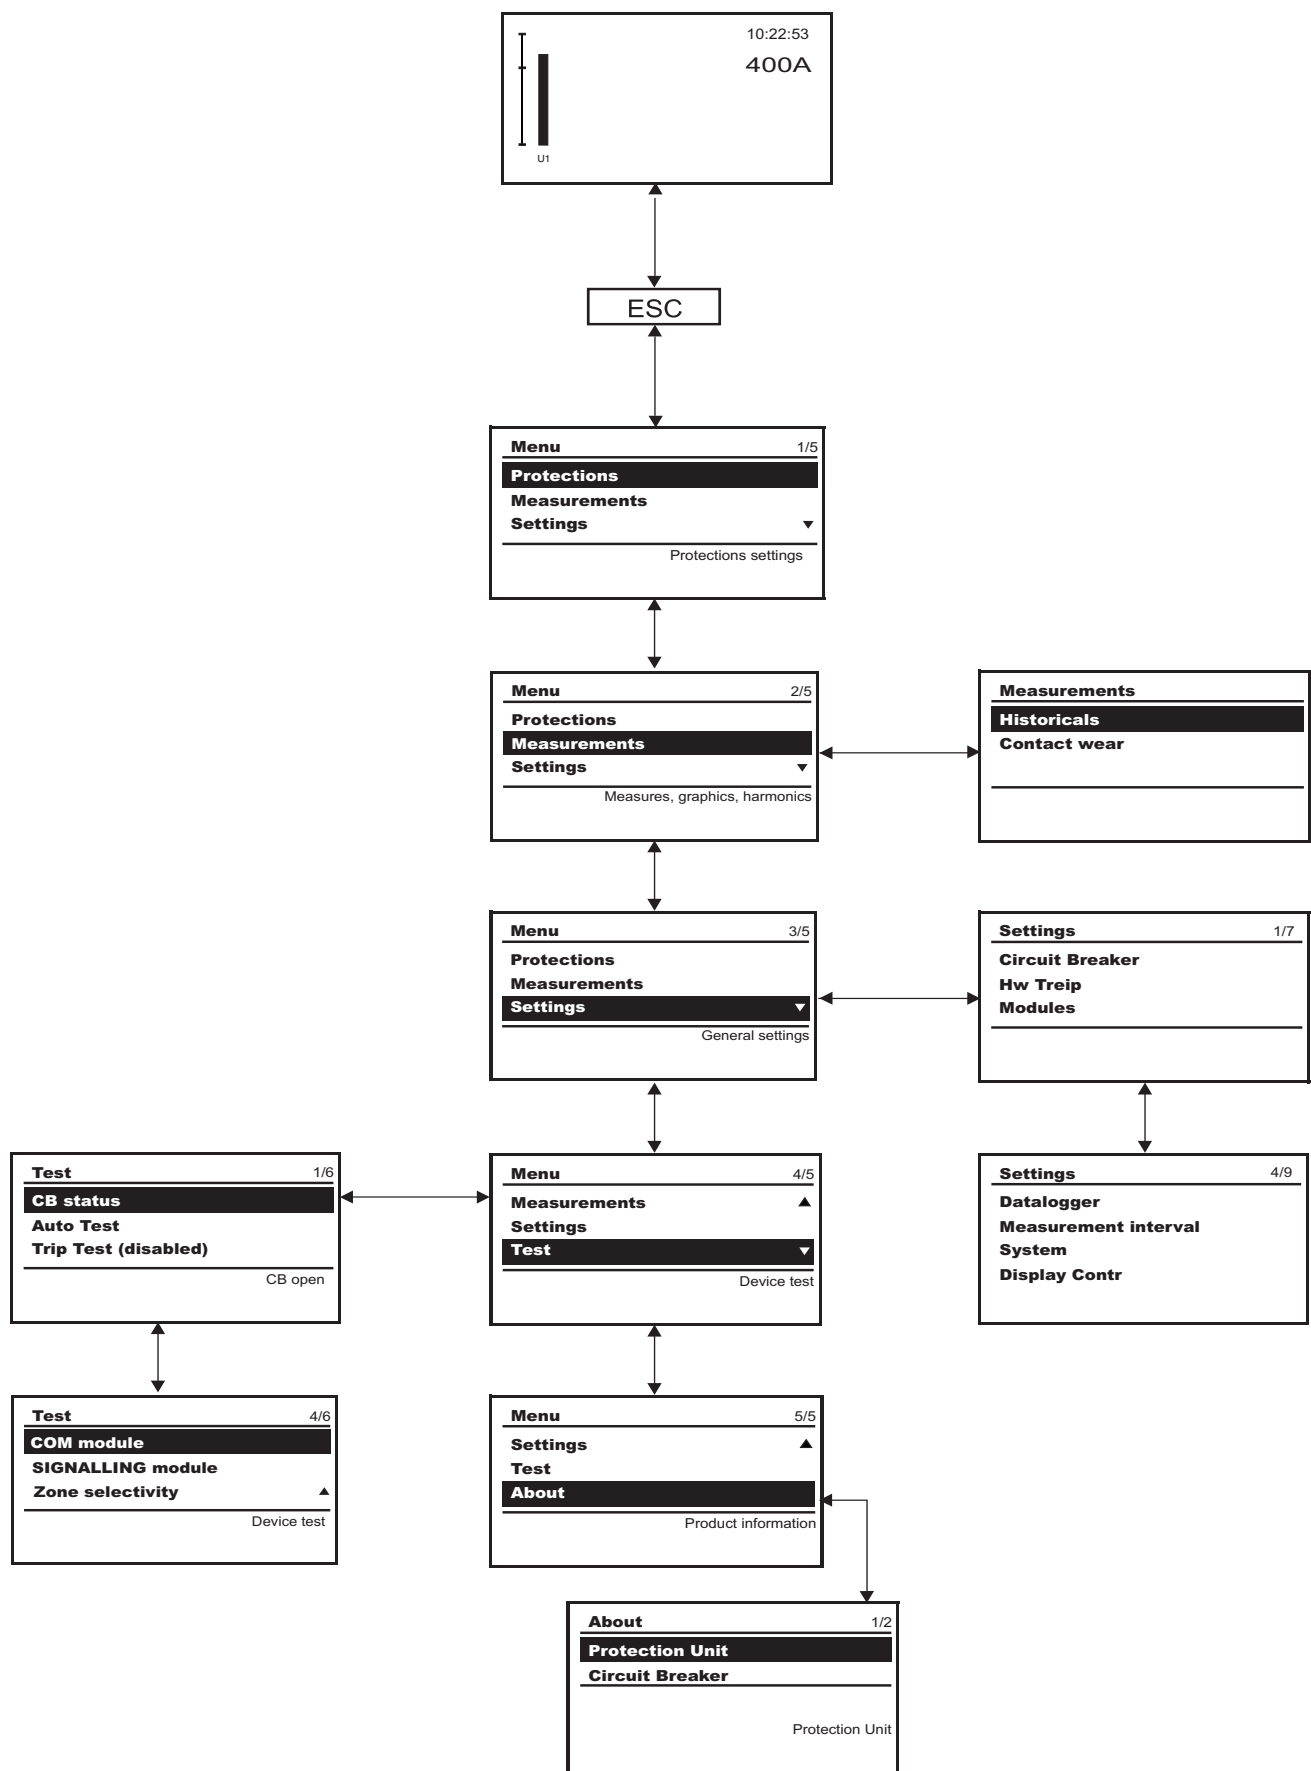 10:22:53
400A
U1
ESC
Menu 1/5
Protections
Measurements
Settings ▼
Protections settings
Menu 2/5
Protections
Measurements
Settings ▼
Measures, graphics, harmonics
Measurements
Historicals
Contact wear
Menu 3/5
Protections
Measurements
Settings ▼
General settings
Settings 1/7
Circuit Breaker
Hw Treip
Modules
Test 1/6
CB status
Auto Test
Trip Test (disabled)
CB open
Menu 4/5
Measurements ▲
Settings
Test ▼
Device test
Settings 4/9
Datalogger
Measurement interval
System
Display Contr
Test 4/6
COM module
SIGNALLING module
Zone selectivity ▲
Device test
Menu 5/5
Settings ▲
Test
About
Product information
About 1/2
Protection Unit
Circuit Breaker
Protection Unit